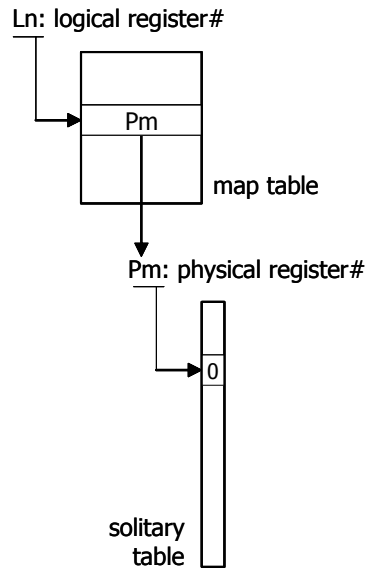 Ln: logical register#
Pm
map table
Pm: physical register#
0
solitary
table